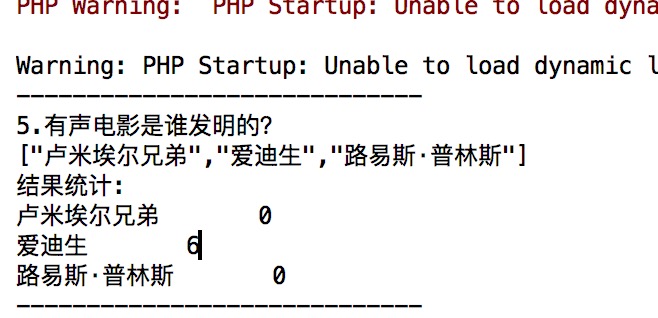 PHP Warning:  PHP Startup: Unable to load dyna
Warning: PHP Startup: Unable to load dynamic l
-----------------------------
5.有声电影是谁发明的?
["卢米埃尔兄弟","爱迪生","路易斯·普林斯"]
结果统计:
卢米埃尔兄弟 0
爱迪生 6
路易斯·普林斯 0
-----------------------------